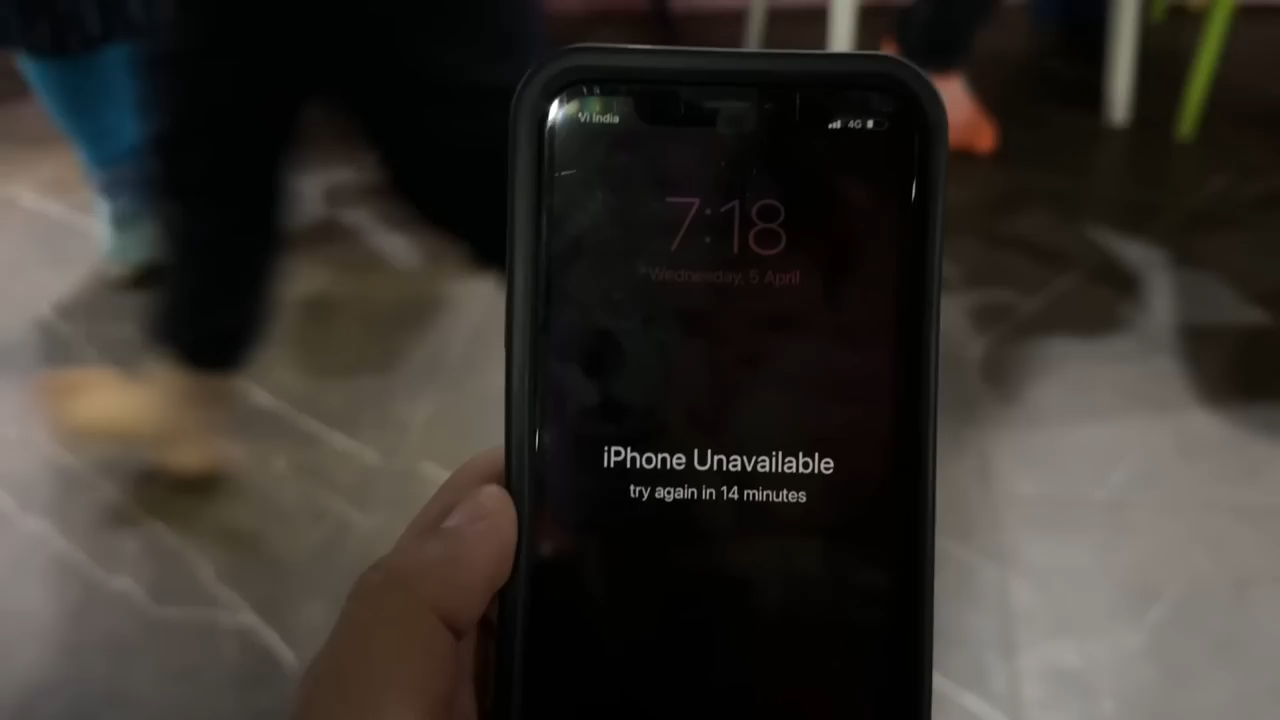 Vi India
4G
7:18
Wednesday, 5 April
iPhone Unavailable
try again in 14 minutes